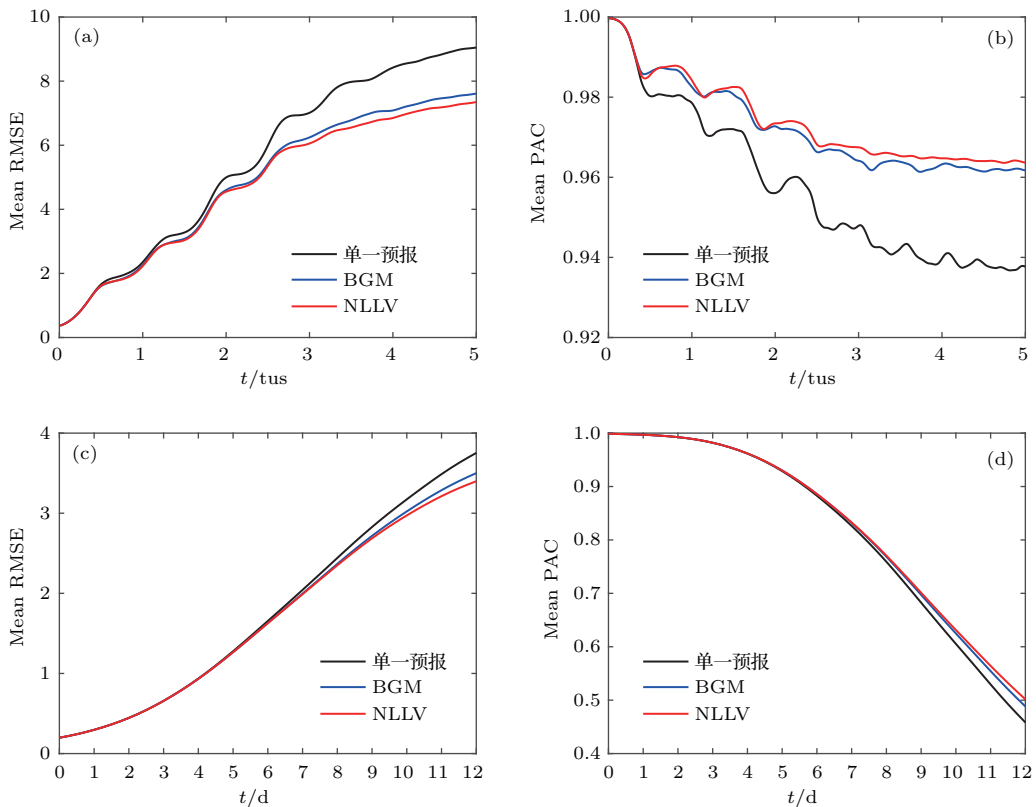 (a)
Mean RMSE
10
8
6
4
2
0
单一预报
BGM
NLLV
0 1 2 3 4 5
t/tus
(b)
Mean PAC
1.00
0.98
0.96
0.94
0.92
单一预报
BGM
NLLV
0 1 2 3 4 5
t/tus
(c)
Mean RMSE
4
3
2
1
0
单一预报
BGM
NLLV
0 1 2 3 4 5 6 7 8 9 10 11 12
t/d
(d)
Mean PAC
1.0
0.9
0.8
0.7
0.6
0.5
0.4
单一预报
BGM
NLLV
0 1 2 3 4 5 6 7 8 9 10 11 12
t/d